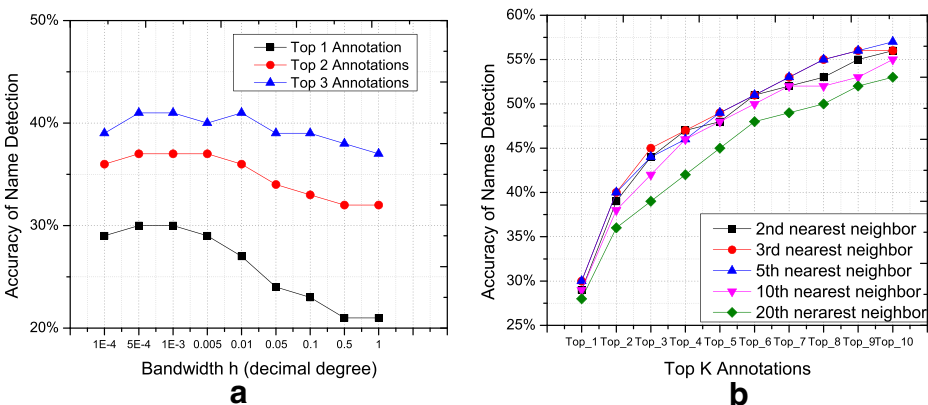 50%
40%
30%
20%
Accuracy of Name Detection
Top 1 Annotation
Top 2 Annotations
Top 3 Annotations
1E-4 5E-4 1E-3 0.005 0.01 0.05 0.1 0.5 1
Bandwidth h (decimal degree)
a
60%
55%
50%
45%
40%
35%
30%
25%
Accuracy of Names Detection
2nd nearest neighbor
3rd nearest neighbor
5th nearest neighbor
10th nearest neighbor
20th nerarest neighbor
Top_1 Top_2 Top_3 Top_4 Top_5 Top_6 Top_7 Top_8 Top_9 Top_10
Top K Annotations
b